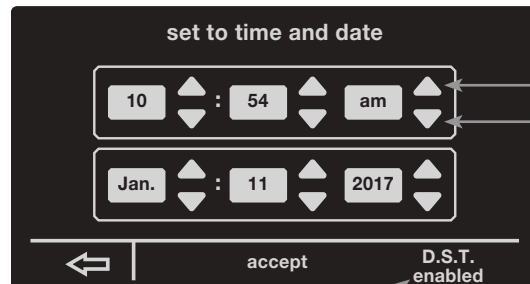 set to time and date
10 : 54 am
Jan. : 11 2017
accept
D.S.T.
enabled